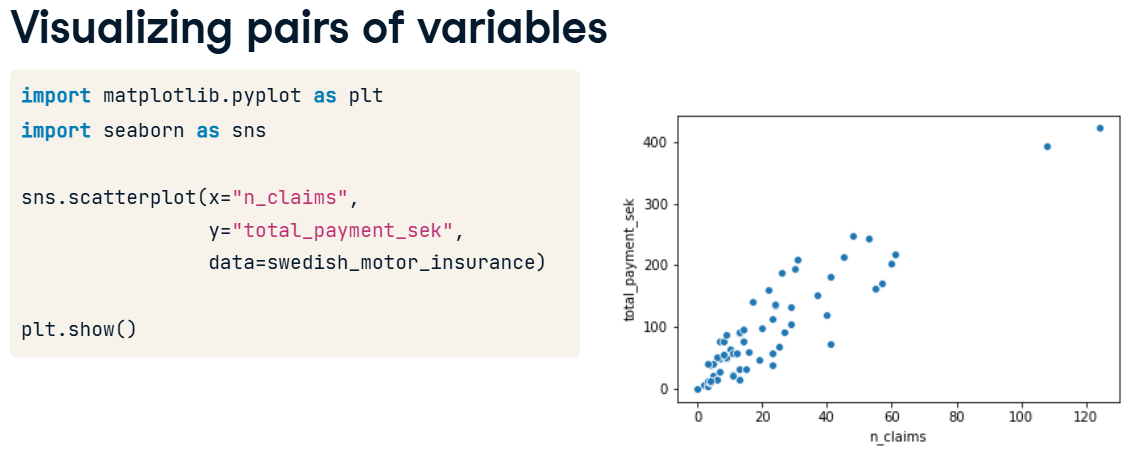 Visualizing pairs of variables
import matplotlib.pyplot as plt
import seaborn as sns
sns.scatterplot(x="n_claims",
y="total_payment_sek",
data=swedish_motor_insurance)
plt.show()
total_payment_sek
400
300
200
100
0
0 20 40 60 80 100 120
n_claims